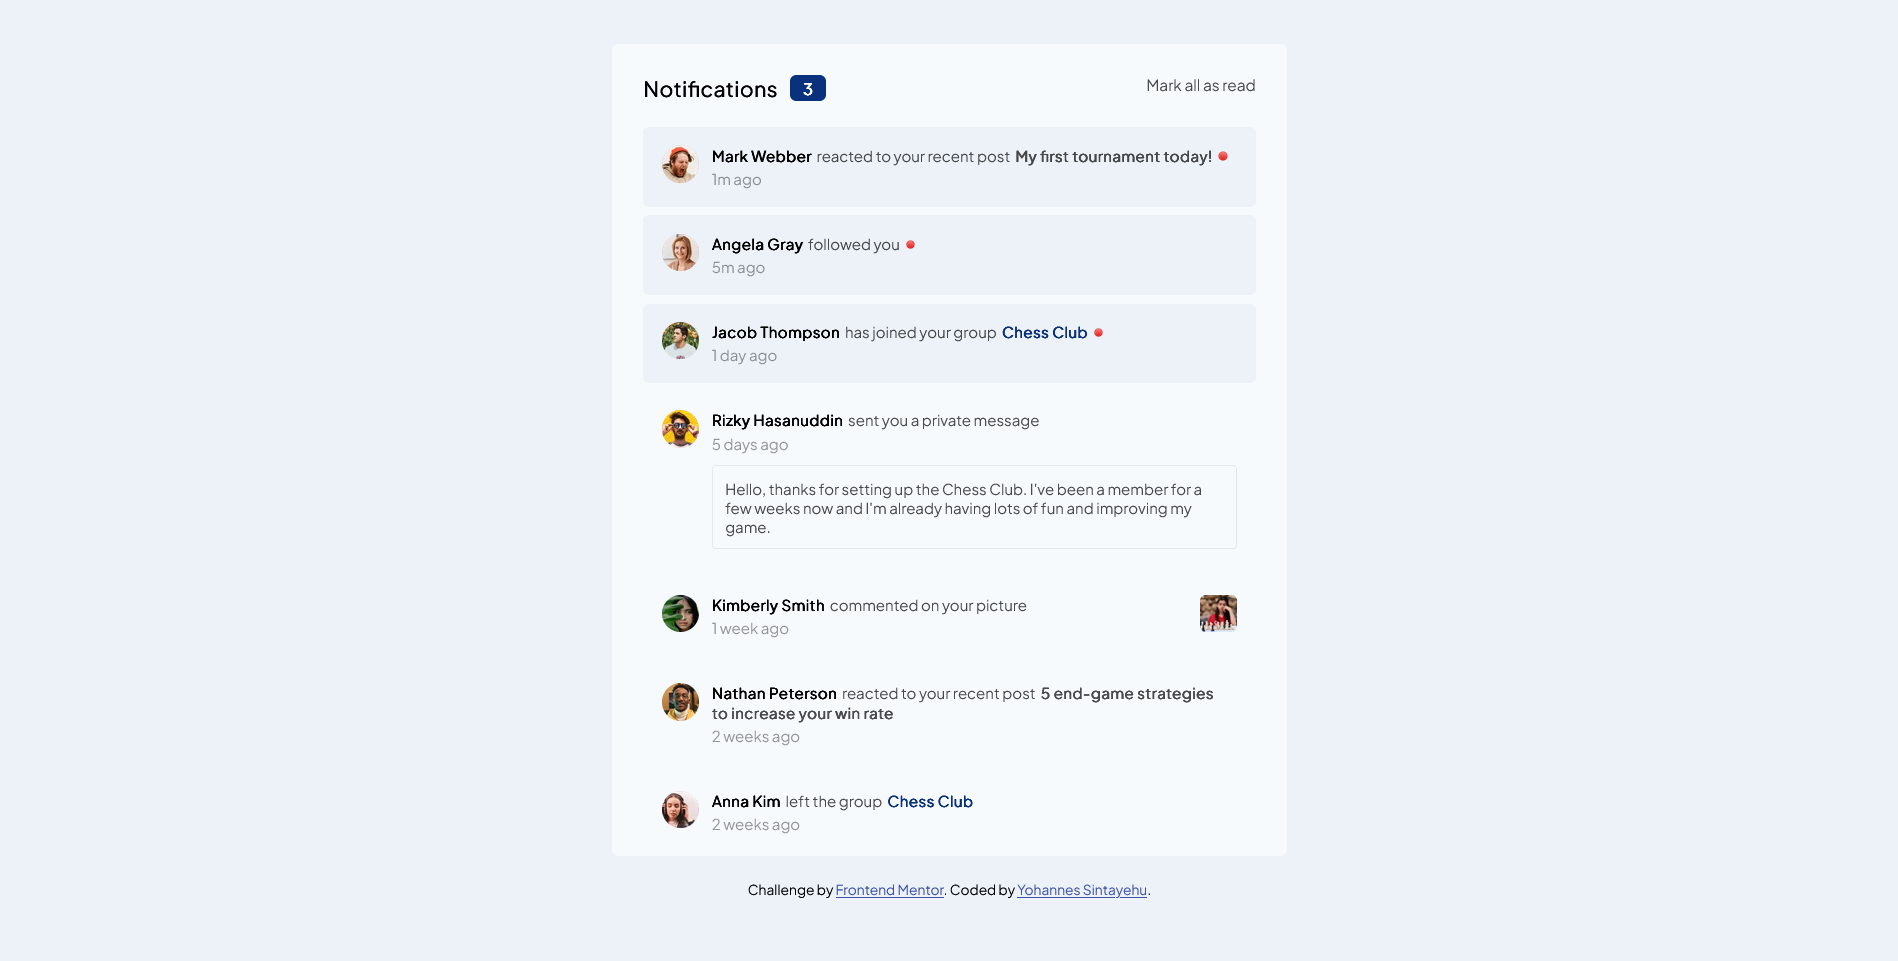 Notifications 3
Mark all as read
Mark Webber reacted to your recent post My first tournament today!
1m ago
Angela Gray followed you
5m ago
Jacob Thompson has joined your group Chess Club
1 day ago
Rizky Hasanuddin sent you a private message
5 days ago
Hello, thanks for setting up the Chess Club. I've been a member for a
few weeks now and I'm already having lots of fun and improving my
game.
Kimberly Smith commented on your picture
1 week ago
Nathan Peterson reacted to your recent post 5 end-game strategies
to increase your win rate
2 weeks ago
Anna Kim left the group Chess Club
2 weeks ago
Challenge by Frontend Mentor. Coded by Yohannes Sintayehu.